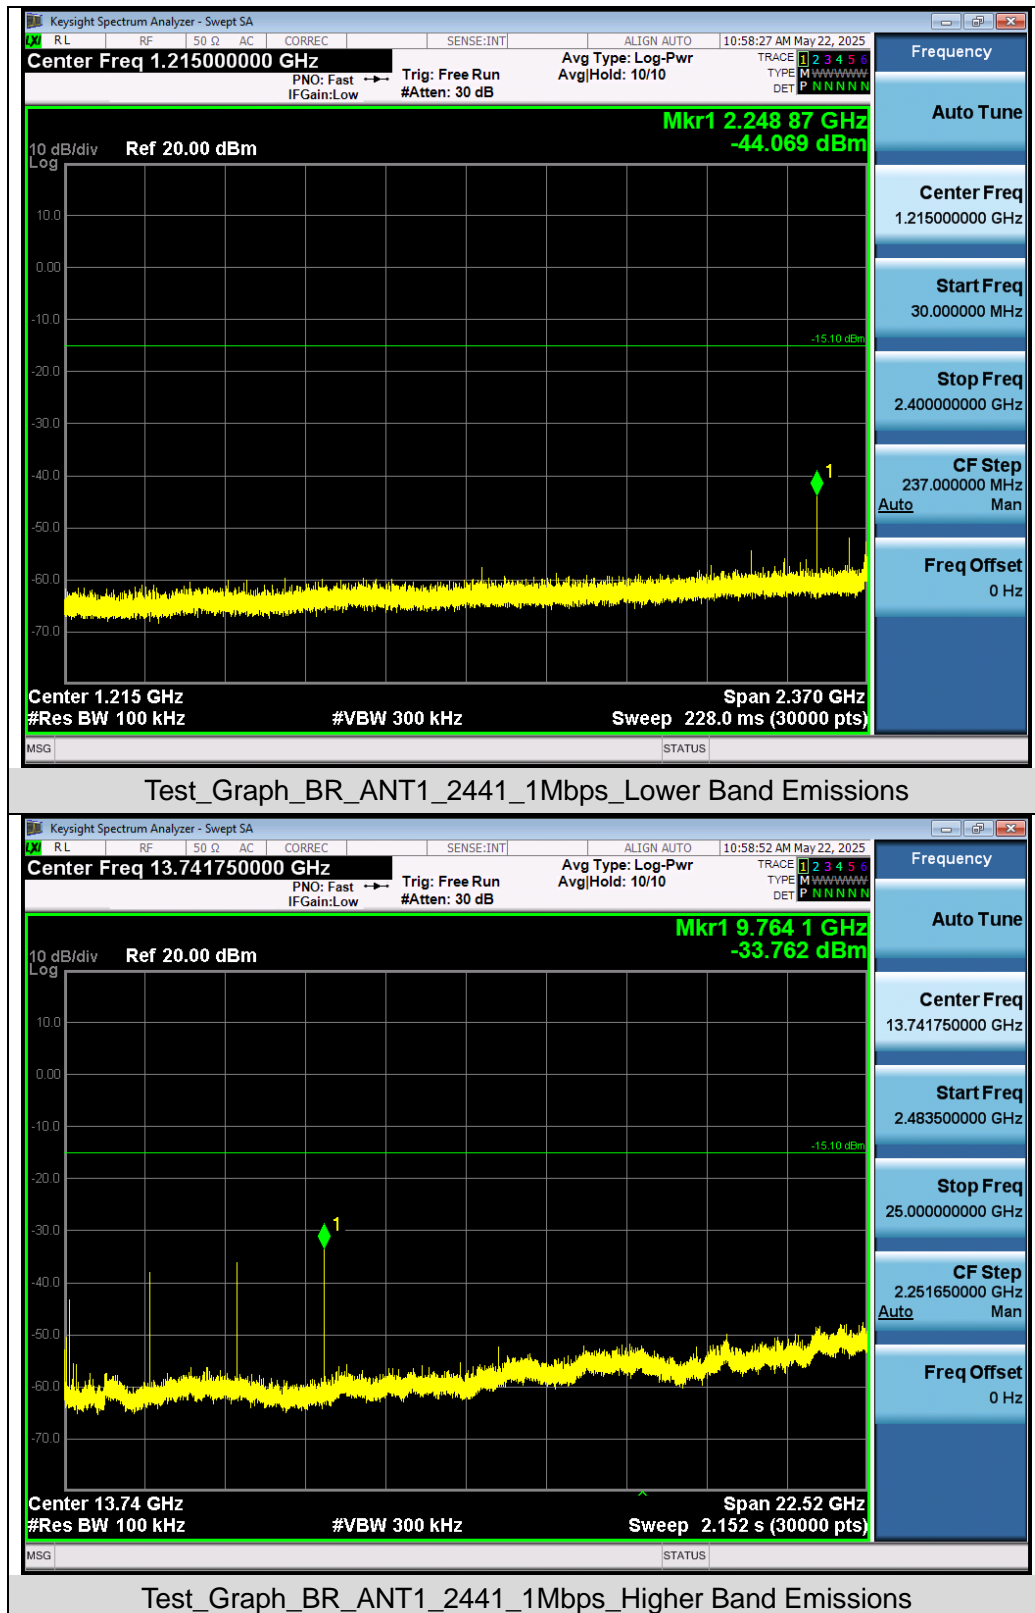 Keysight Spectrum Analyzer - Swept SA
LXI RL RF 50 Ω AC CORREC SENSE:INT ALIGN AUTO 10:58:27 AM May 22, 2025
Center Freq 1.215000000 GHz
PNO: Fast
IFGain:Low
Trig: Free Run
#Atten: 30 dB
Avg Type: Log-Pwr
Avg|Hold: 10/10
TRACE 1 2 3 4 5 6
TYPE M WWWWW
DET P N N N N N
Mkr1 2.248 87 GHz
-44.069 dBm
10 dB/div Ref 20.00 dBm
Log
10.0
0.00
-10.0
-15.10 dBm
-20.0
-30.0
-40.0
1
-50.0
-60.0
-70.0
Center 1.215 GHz Span 2.370 GHz
#Res BW 100 kHz #VBW 300 kHz Sweep 228.0 ms (30000 pts)
MSG STATUS
Frequency
Auto Tune
Center Freq
1.215000000 GHz
Start Freq
30.000000 MHz
Stop Freq
2.400000000 GHz
CF Step
237.000000 MHz
Auto Man
Freq Offset
0 Hz
Test_Graph_BR_ANT1_2441_1Mbps_Lower Band Emissions
Keysight Spectrum Analyzer - Swept SA
LXI RL RF 50 Ω AC CORREC SENSE:INT ALIGN AUTO 10:58:52 AM May 22, 2025
Center Freq 13.741750000 GHz
PNO: Fast
IFGain:Low
Trig: Free Run
#Atten: 30 dB
Avg Type: Log-Pwr
Avg|Hold: 10/10
TRACE 1 2 3 4 5 6
TYPE M WWWWW
DET P N N N N N
Mkr1 9.764 1 GHz
-33.762 dBm
10 dB/div Ref 20.00 dBm
Log
10.0
0.00
-10.0
-15.10 dBm
-20.0
1
-30.0
-40.0
-50.0
-60.0
-70.0
Center 13.74 GHz Span 22.52 GHz
#Res BW 100 kHz #VBW 300 kHz Sweep 2.152 s (30000 pts)
MSG STATUS
Frequency
Auto Tune
Center Freq
13.741750000 GHz
Start Freq
2.483500000 GHz
Stop Freq
25.000000000 GHz
CF Step
2.251650000 GHz
Auto Man
Freq Offset
0 Hz
Test_Graph_BR_ANT1_2441_1Mbps_Higher Band Emissions